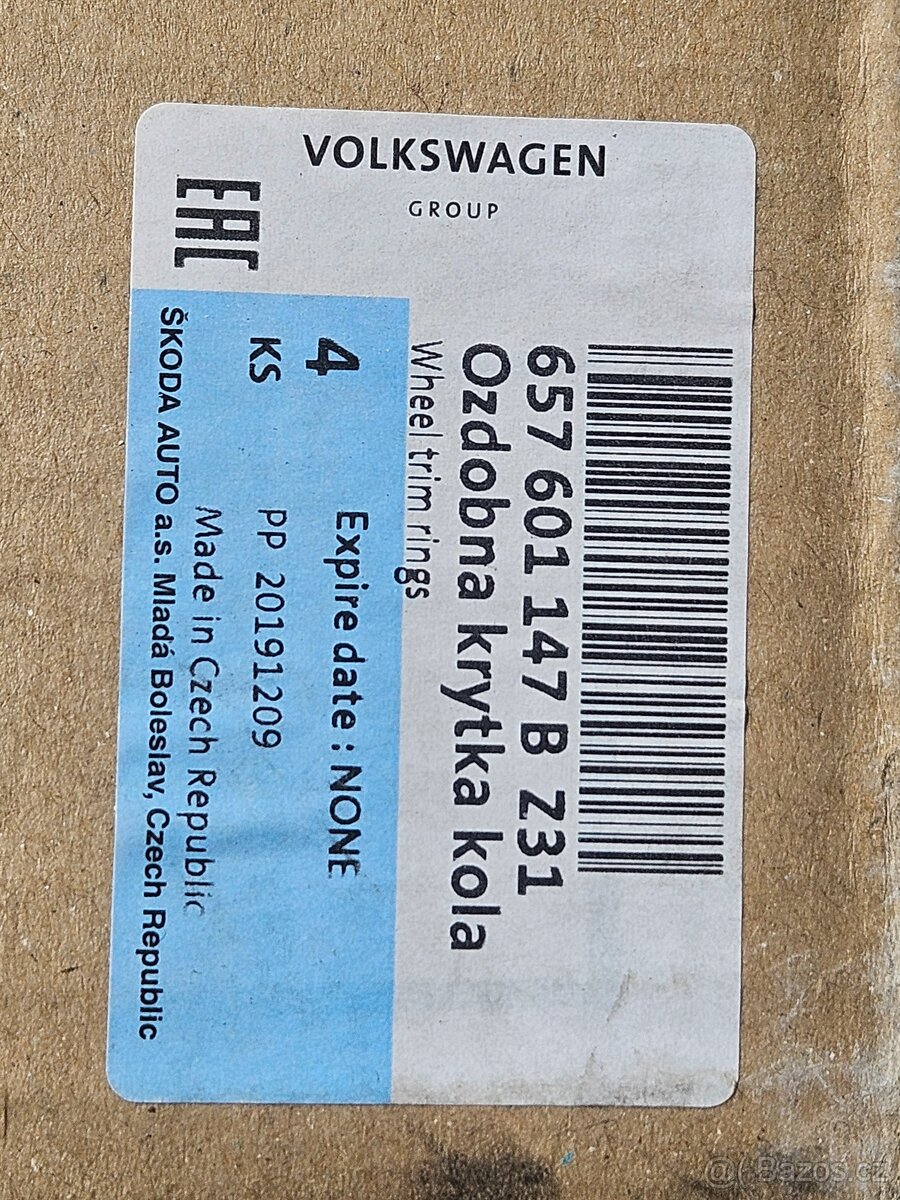 VOLKSWAGEN
GROUP
EAC
657 601 147 B Z31
Ozdobna krytka kola
Wheel trim rings
4
Expire date : NONE
KS
PP 20191209
Made in Czech Republic
ŠKODA AUTO a.s. Mladá Boleslav, Czech Republic
@ Bazos.cz